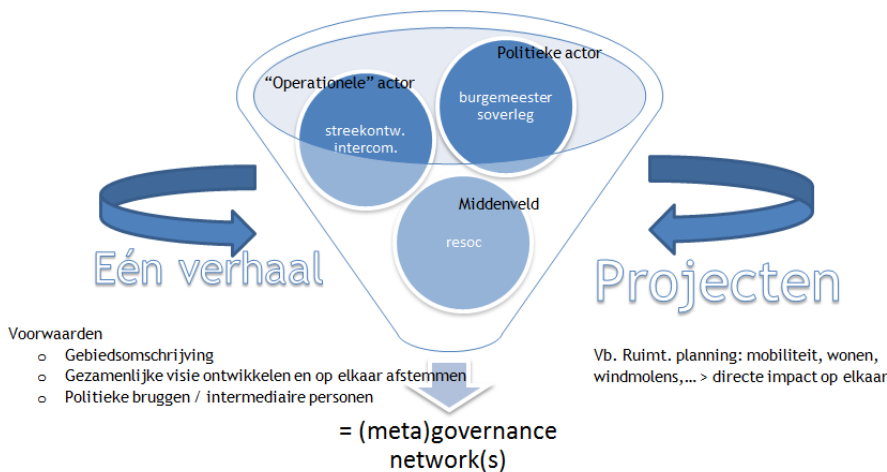 Politieke actor
“Operationele” actor
burgemeester
soverleg
streekontw.
intercom.
Middenveld
resoc
Eén verhaal
Projecten
Voorwaarden
o Gebiedsomschrijving
o Gezamenlijke visie ontwikkelen en op elkaar afstemmen
o Politieke bruggen / intermediaire personen
Vb. Ruimt. planning: mobiliteit, wonen,
windmolens,... > directe impact op elkaar
= (meta)governance
network(s)